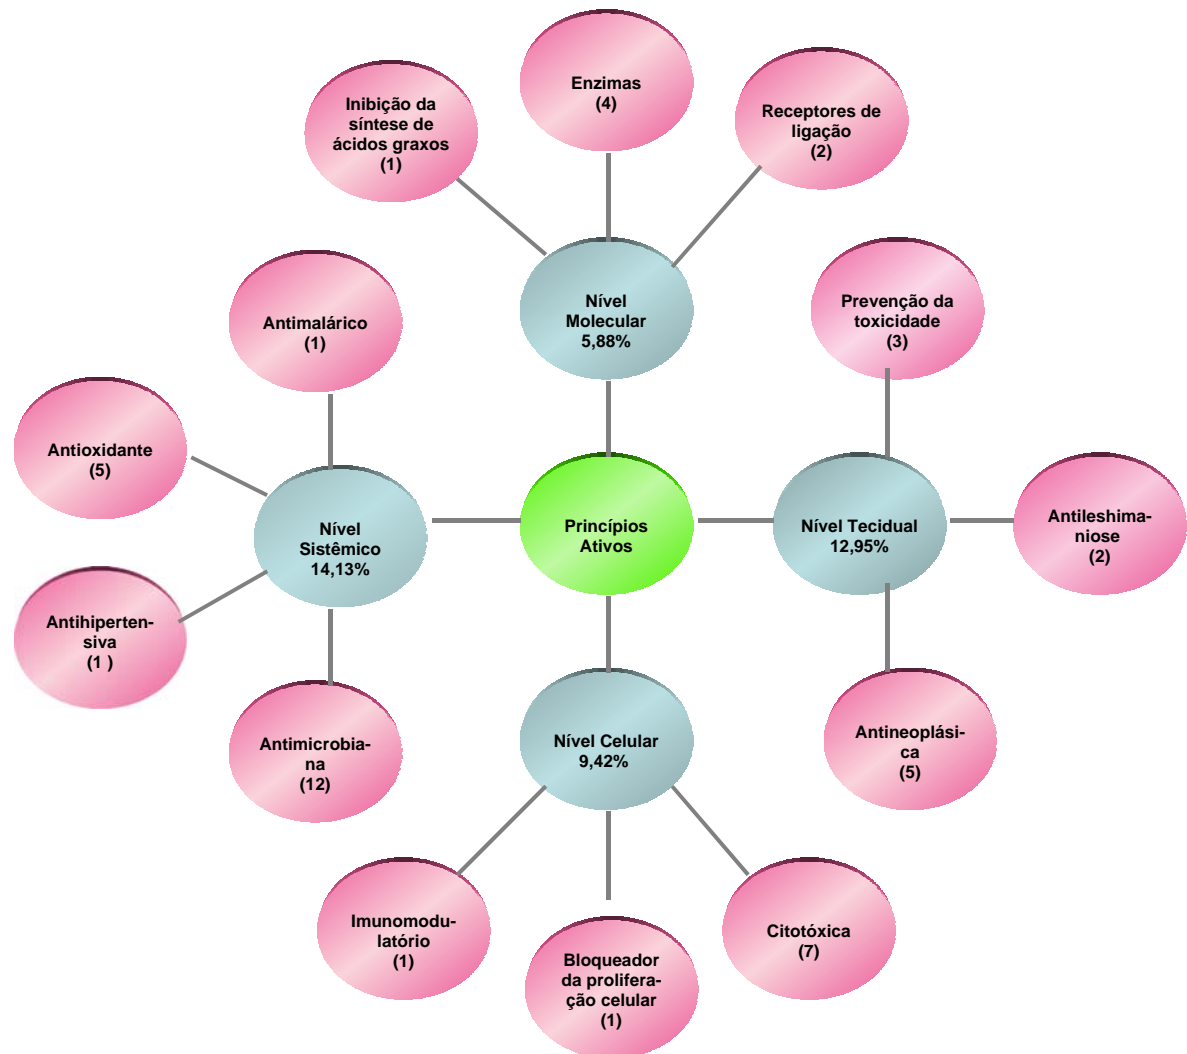 Enzimas
(4)
Inibição da
síntese de
ácidos graxos
(1)
Receptores de
ligação
(2)
Nível
Molecular
5,88%
Prevenção da
toxicidade
(3)
Antimalárico
(1)
Antioxidante
(5)
Nível
Sistêmico
14,13%
Princípios
Ativos
Nível Tecidual
12,95%
Antileshima-
niose
(2)
Antihiperten-
siva
(1 )
Antimicrobia-
na
(12)
Nível Celular
9,42%
Antineoplási-
ca
(5)
Imunomodu-
latório
(1)
Bloqueador
da prolifera-
ação celular
(1)
Citotóxica
(7)